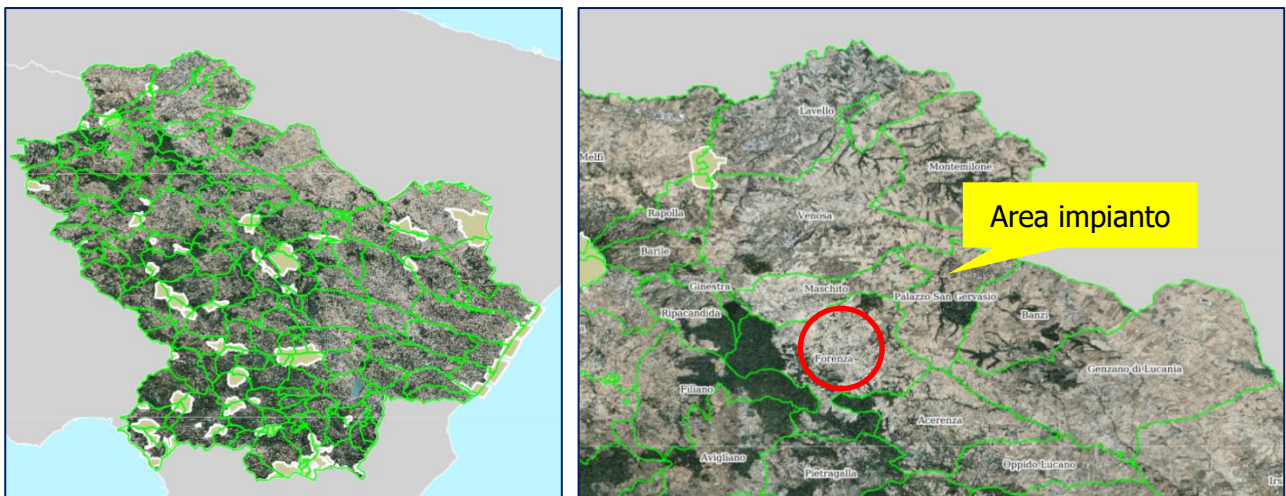 Lavello
Melfi
Montemilone
Area impianto
Rapolla
Venosa
Barile
Ginestra
Maschito
Palazzo San Gervasio
Ripacandida
Banzi
Forenza
Genzano di Lucania
Filiano
Acerenza
Avigliano
Pietragalla
Oppido Lucano